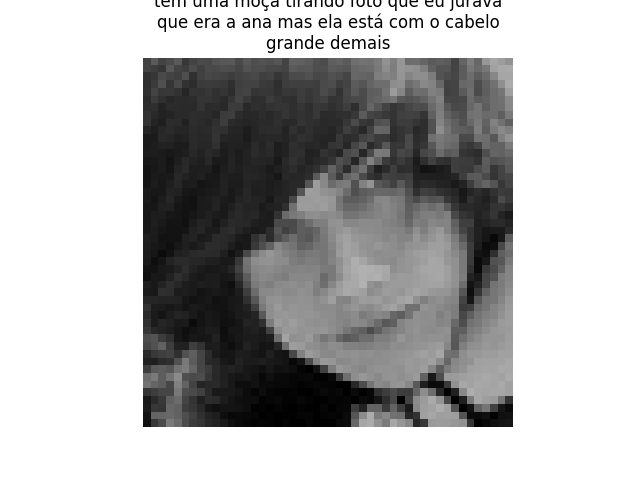 tem uma moça tirando foto que eu jurava
que era a ana mas ela está com o cabelo
grande demais